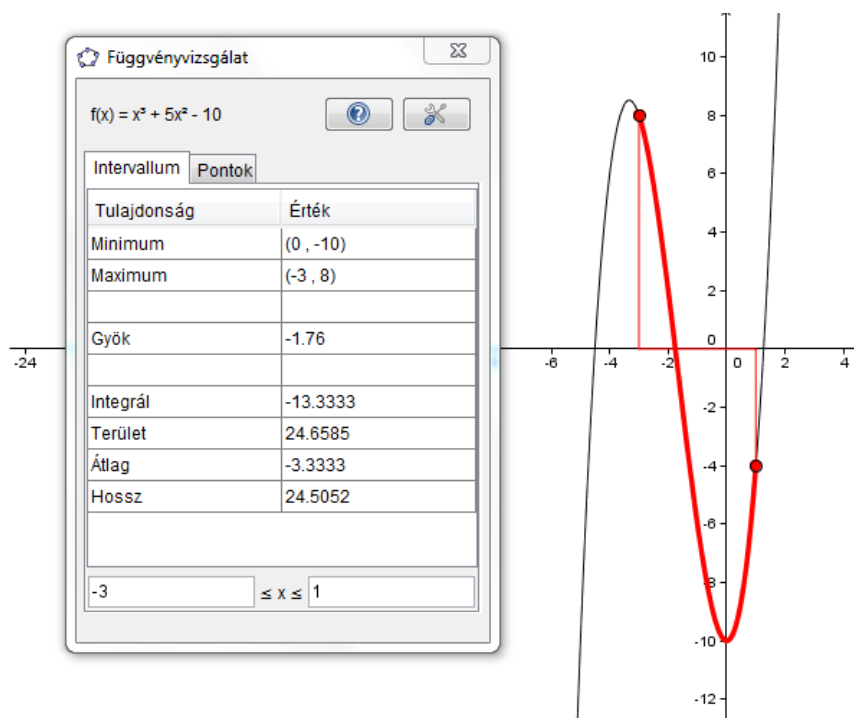 Függvényvizsgálat
f(x) = x³ + 5x² - 10
Intervallum Pontok
Tulajdonság Érték
Minimum (0 , -10)
Maximum (-3 , 8)
Gyök -1.76
Integrál -13.3333
Terület 24.6585
Átlag -3.3333
Hossz 24.5052
-3 ≤ x ≤ 1
10
8
6
4
2
0
-24 -6 -4 -2 0 2 4
-2
-4
-6
-8
-10
-12